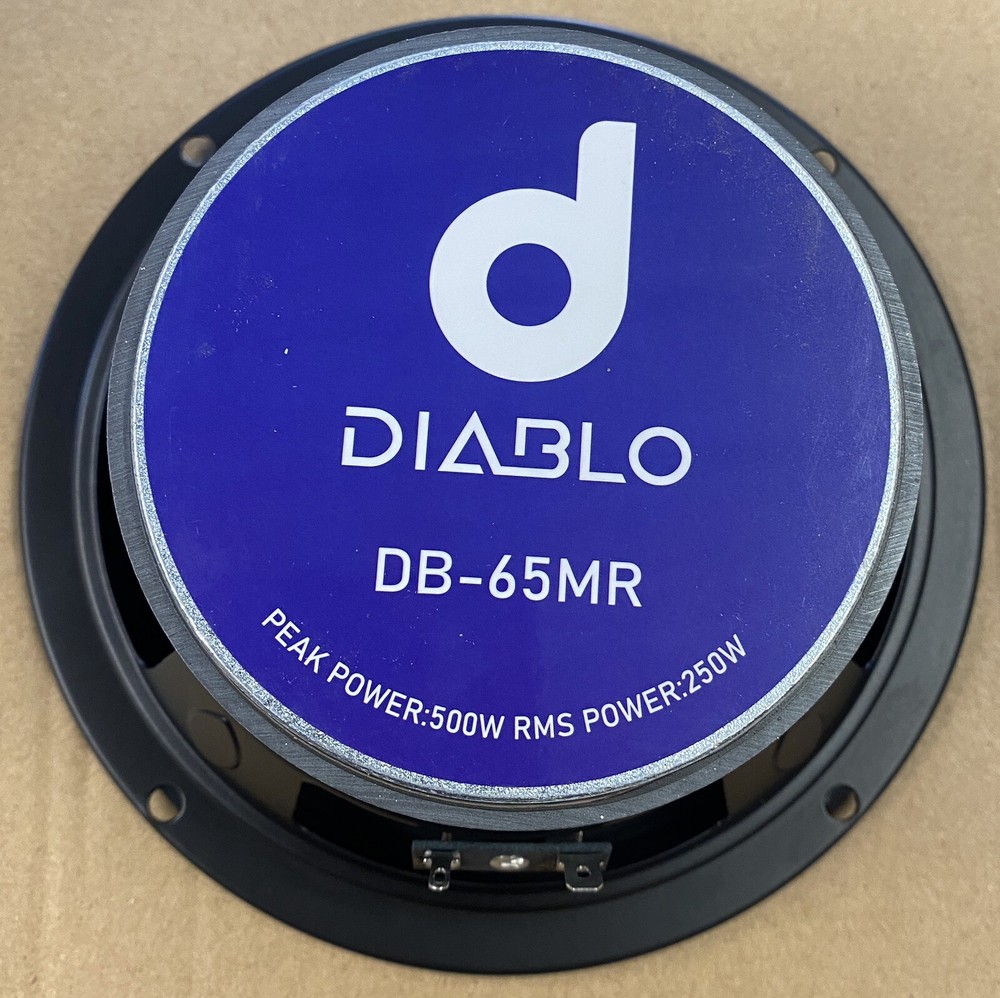 d
DIABLO
DB-65MR
PEAK POWER:500W RMS POWER:250W